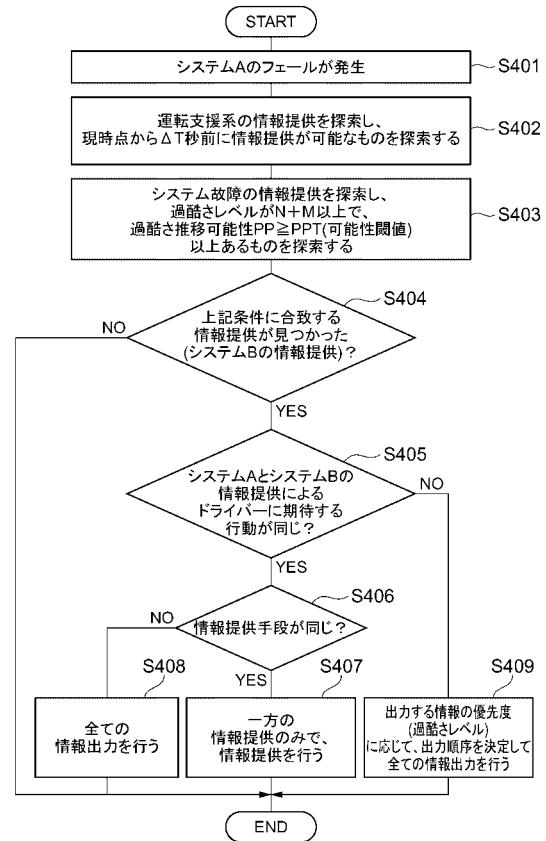 START
システムAのフェールが発生
S401
運転支援系の情報提供を探索し、
現時点からΔT秒前に情報提供が可能なものを探索する
S402
システム故障の情報提供を探索し、
過酷さレベルがN+M以上で、
過酷さ推移可能性PP≧PPT(可能性閾値)
以上あるものを探索する
S403
S404
上記条件に合致する
情報提供が見つかった
(システムBの情報提供)?
NO
YES
S405
システムAとシステムBの
情報提供による
ドライバーに期待する
行動が同じ?
NO
YES
S406
情報提供手段が同じ?
NO
YES
S408
全ての
情報出力を行う
S407
一方の
情報提供のみで、
情報提供を行う
S409
出力する情報の優先度
(過酷さレベル)
に応じて、出力順序を決定して
全ての情報出力を行う
END